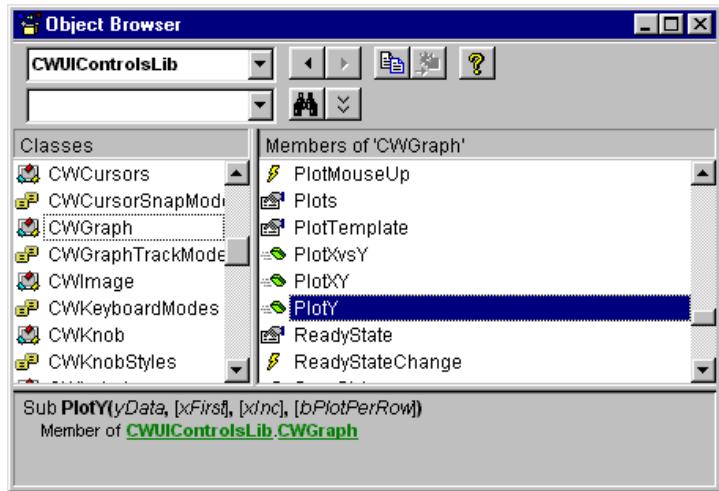 Object Browser
CWUIControlsLib
Classes
Members of 'CWGraph'
CWCursors
PlotMouseUp
CWCursorSnapMod
Plots
CWGraph
PlotTemplate
CWGraphTrackMode
PlotXvsY
CWImage
PlotXY
CWKeyboardModes
PlotY
CWKnob
ReadyState
CWKnobStyles
ReadyStateChange
Sub PlotY(yData, [xFirst], [xInc], [bPlotPerRow])
Member of CWUIControlsLib.CWGraph